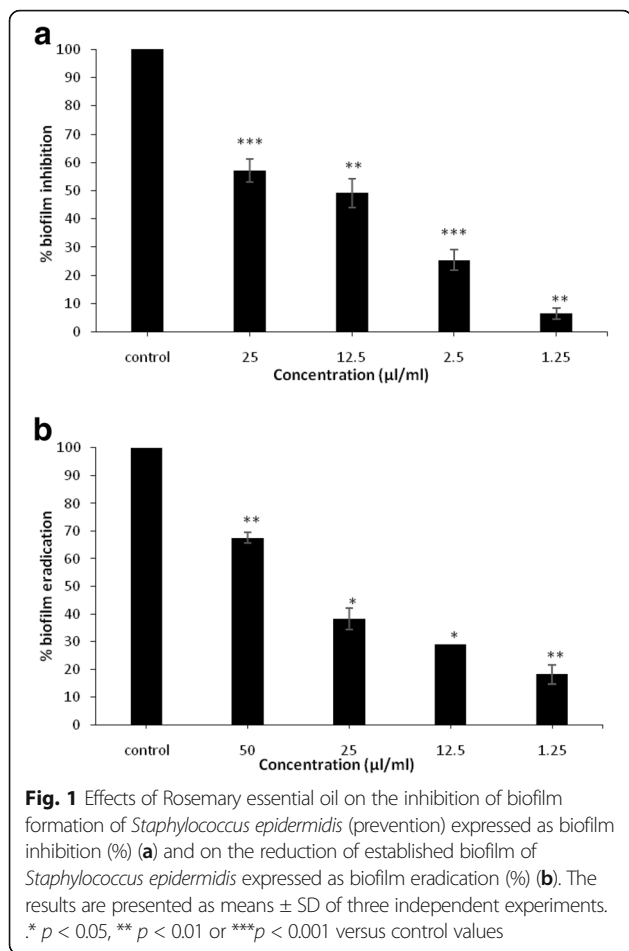 a
100
90
80
70
60
50
40
30
20
10
0
% biofilm inhibition
***
**
***
**
control 25 12.5 2.5 1.25
Concentration (µl/ml)
b
100
90
80
70
60
50
40
30
20
10
0
% biofilm eradication
**
*
*
**
control 50 25 12.5 1.25
Concentration (µl/ml)
Fig. 1 Effects of Rosemary essential oil on the inhibition of biofilm
formation of Staphylococcus epidermidis (prevention) expressed as biofilm
inhibition (%) (a) and on the reduction of established biofilm of
Staphylococcus epidermidis expressed as biofilm eradication (%) (b). The
results are presented as means ± SD of three independent experiments.
.* p < 0.05, ** p < 0.01 or ***p < 0.001 versus control values